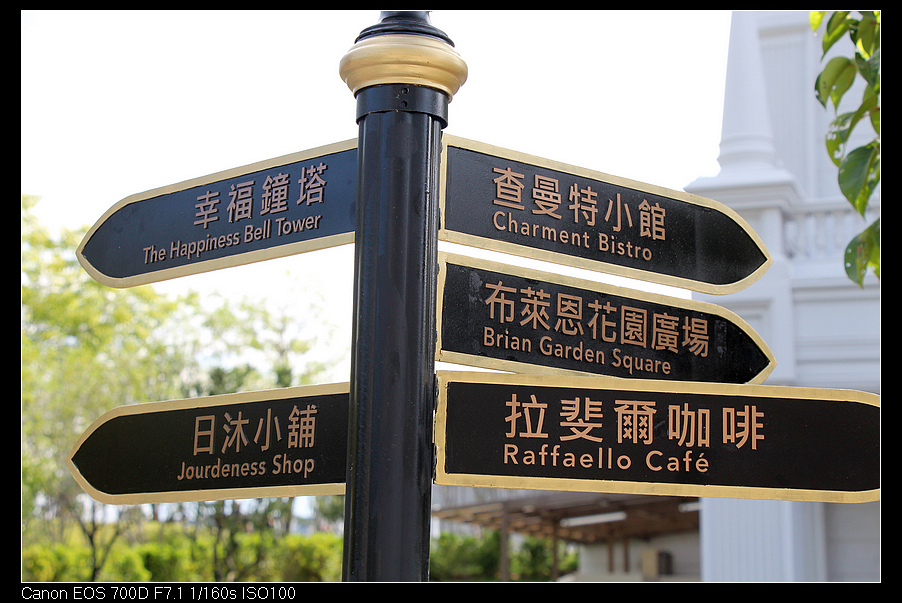 幸福鐘塔
The Happiness Bell Tower
查曼特小館
Charment Bistro
布萊恩花園廣場
Brian Garden Square
日沐小舖
Jourdeness Shop
拉斐爾咖啡
Raffaello Café
Canon EOS 700D F7.1 1/160s ISO100